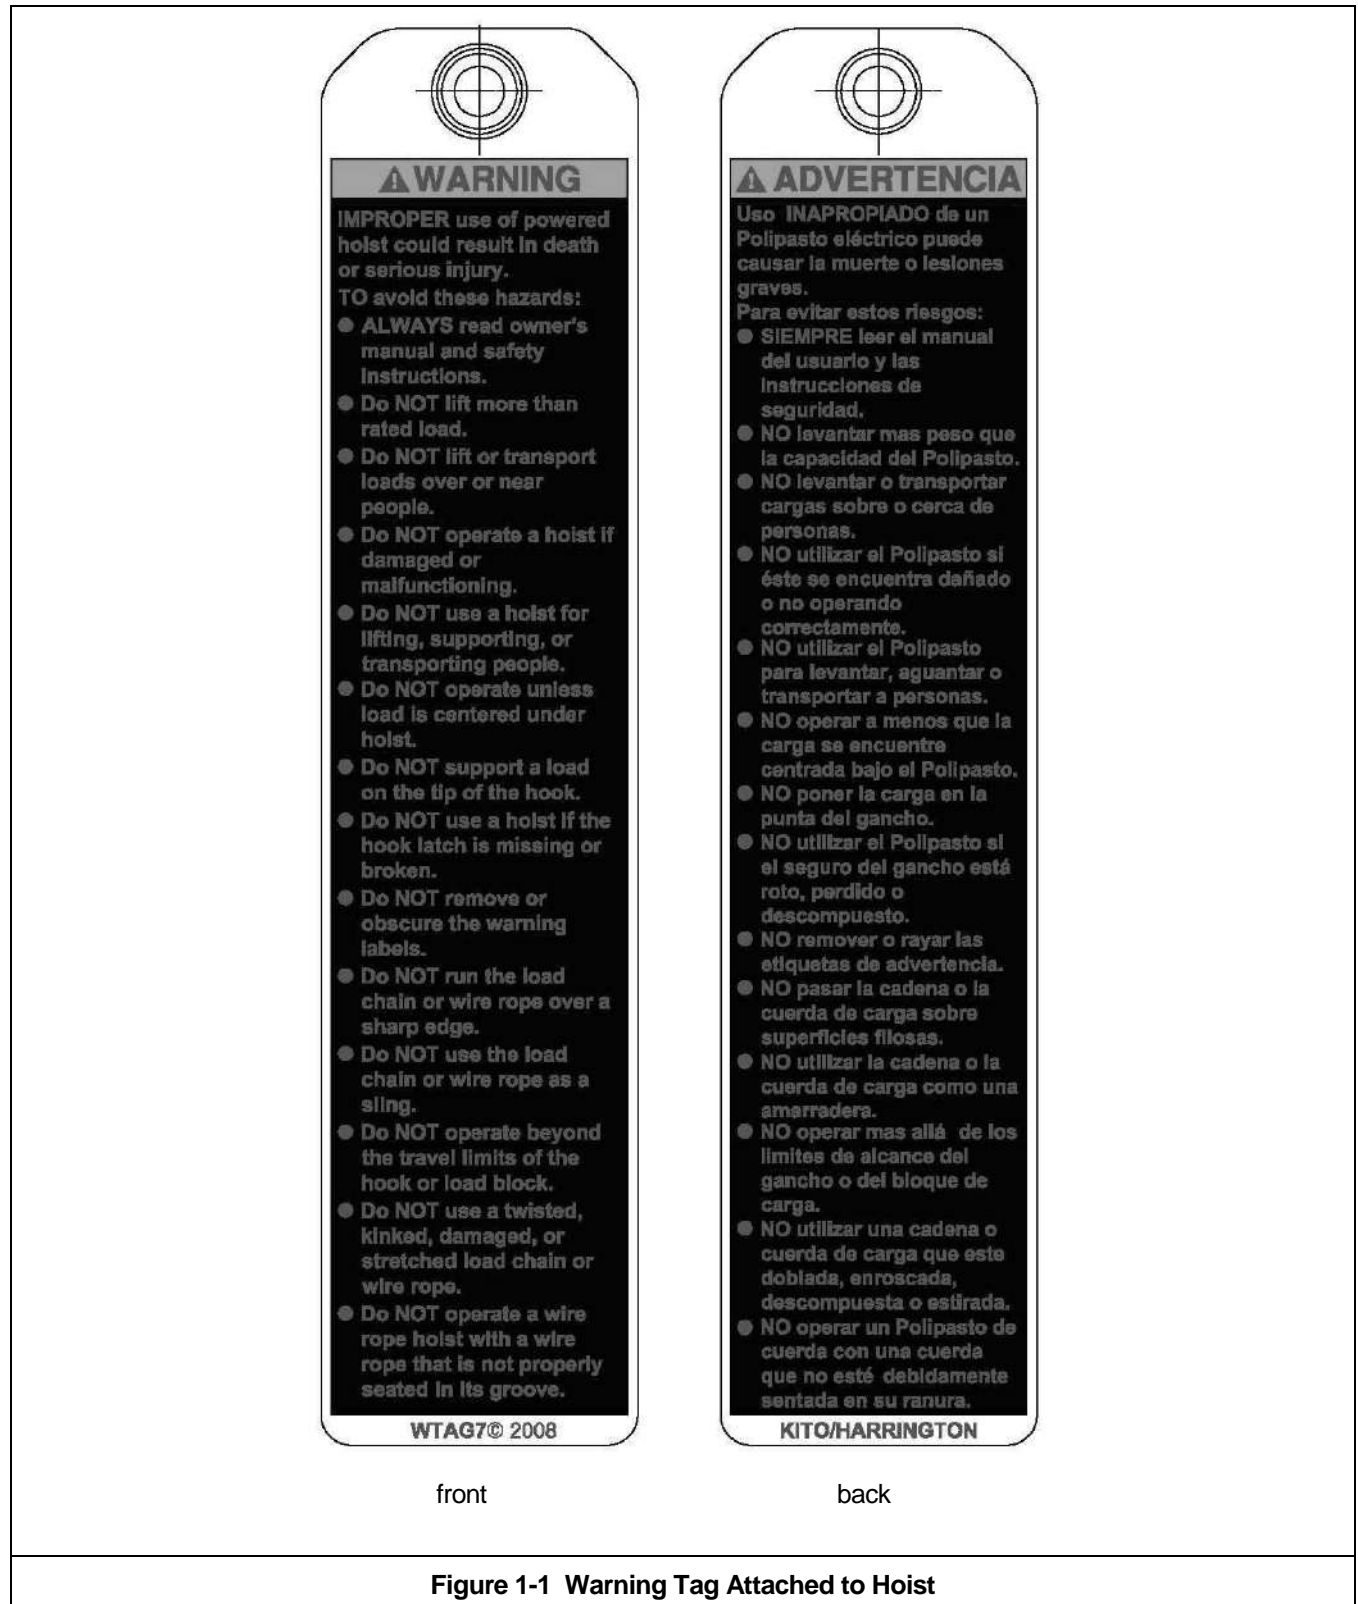 WARNING
IMPROPER use of powered
hoist could result in death
or serious injury.
TO avoid these hazards:
● ALWAYS read owner's
manual and safety
instructions.
● Do NOT lift more than
rated load.
● Do NOT lift or transport
loads over or near
people.
● Do NOT operate a hoist if
damaged or
malfunctioning.
● Do NOT use a hoist for
lifting, supporting, or
transporting people.
● Do NOT operate unless
load is centered under
hoist.
● Do NOT support a load
on the tip of the hook.
● Do NOT use a hoist if the
hook latch is missing or
broken.
● Do NOT remove or
obscure the warning
labels.
● Do NOT run the load
chain or wire rope over a
sharp edge.
● Do NOT use the load
chain or wire rope as a
sling.
● Do NOT operate beyond
the travel limits of the
hook or load block.
● Do NOT use a twisted,
kinked, damaged, or
stretched load chain or
wire rope.
● Do NOT operate a wire
rope hoist with a wire
rope that is not properly
seated in its groove.
WTAG7© 2008
front
ADVERTENCIA
Uso INAPROPIADO de un
Polipasto eléctrico puede
causar la muerte o lesiones
graves.
Para evitar estos riesgos:
● SIEMPRE leer el manual
del usuario y las
instrucciones de
seguridad.
● NO levantar mas peso que
la capacidad del Polipasto.
● NO levantar o transportar
cargas sobre o cerca de
personas.
● NO utilizar el Polipasto si
éste se encuentra dañado
o no operando
correctamente.
● NO utilizar el Polipasto
para levantar, aguantar o
transportar a personas.
● NO operar a menos que la
carga se encuentre
centrada bajo el Polipasto.
● NO poner la carga en la
punta del gancho.
● NO utilizar el Polipasto si
el seguro del gancho está
roto, perdido o
descompuesto.
● NO remover o rayar las
etiquetas de advertencia.
● NO pasar la cadena o la
cuerda de carga sobre
superficies filosas.
● NO utilizar la cadena o la
cuerda de carga como una
amarradera.
● NO operar mas allá de los
limites de alcance del
gancho o del bloque de
carga.
● NO utilizar una cadena o
cuerda de carga que este
doblada, enroscada,
descompuesta o estirada.
● NO operar un Polipasto de
cuerda con una cuerda
que no esté debidamente
sentada en su ranura.
KITO/HARRINGTON
back
Figure 1-1 Warning Tag Attached to Hoist